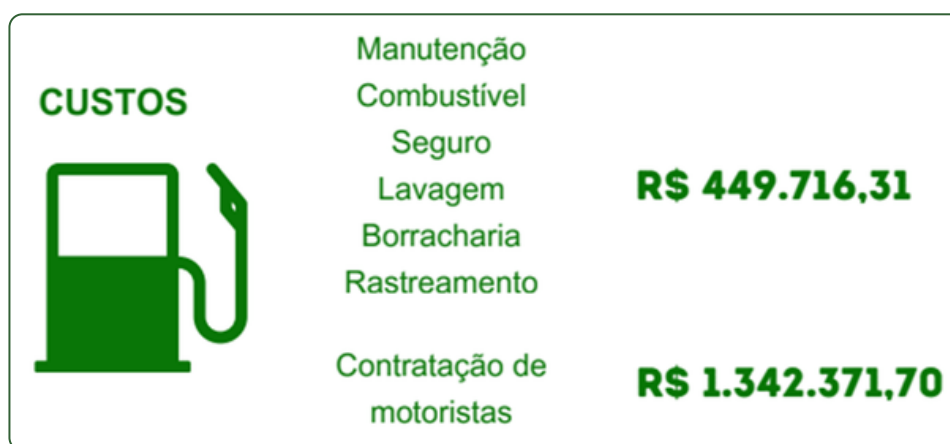 CUSTOS
Manutenção
Combustível
Seguro
Lavagem
Borracharia
Rastreamento
R$ 449.716,31
Contratação de
motoristas
R$ 1.342.371,70